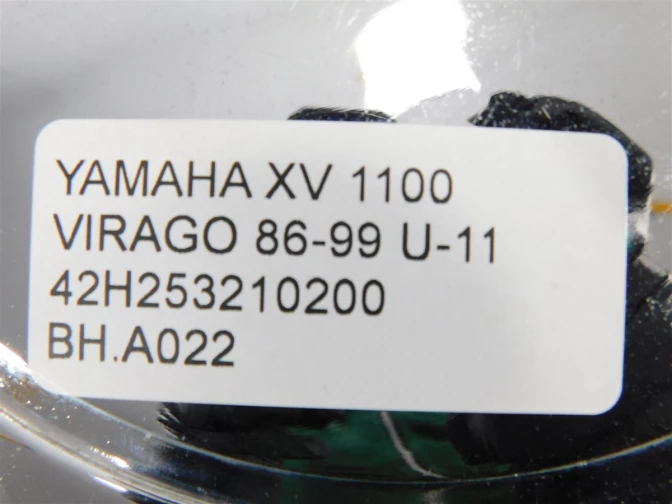 YAMAHA XV 1100
VIRAGO 86-99 U-11
42H253210200
BH.A022